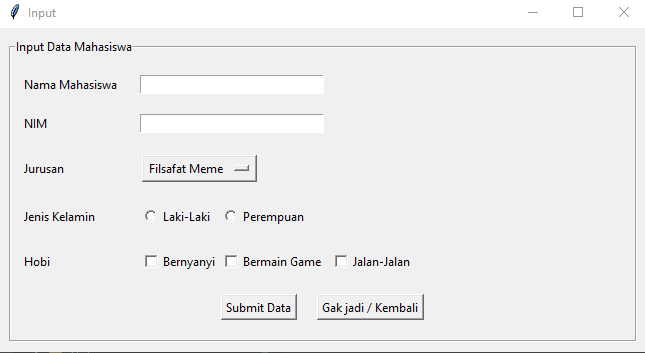 Input
Input Data Mahasiswa
Nama Mahasiswa
NIM
Jurusan Filsafat Meme
Jenis Kelamin Laki-Laki Perempuan
Hobi Bernyanyi Bermain Game Jalan-Jalan
Submit Data Gak jadi / Kembali